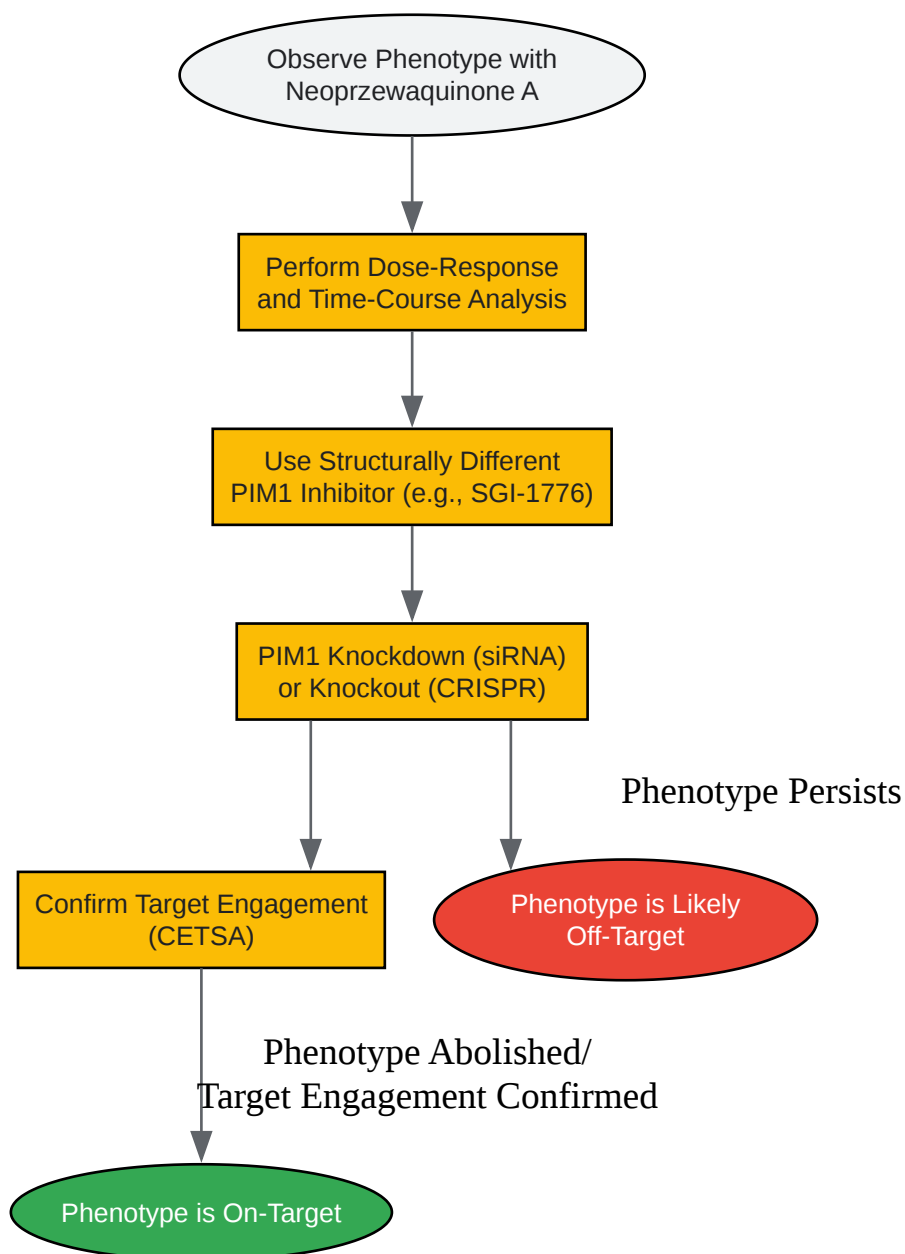 Observe Phenotype with
Neoprzewaquinone A
Perform Dose-Response
and Time-Course Analysis
Use Structurally Different
PIM1 Inhibitor (e.g., SGI-1776)
PIM1 Knockdown (siRNA)
or Knockout (CRISPR)
Phenotype Persists
Confirm Target Engagement
(CETSA)
Phenotype is Likely
Off-Target
Phenotype Abolished/
Target Engagement Confirmed
Phenotype is On-Target